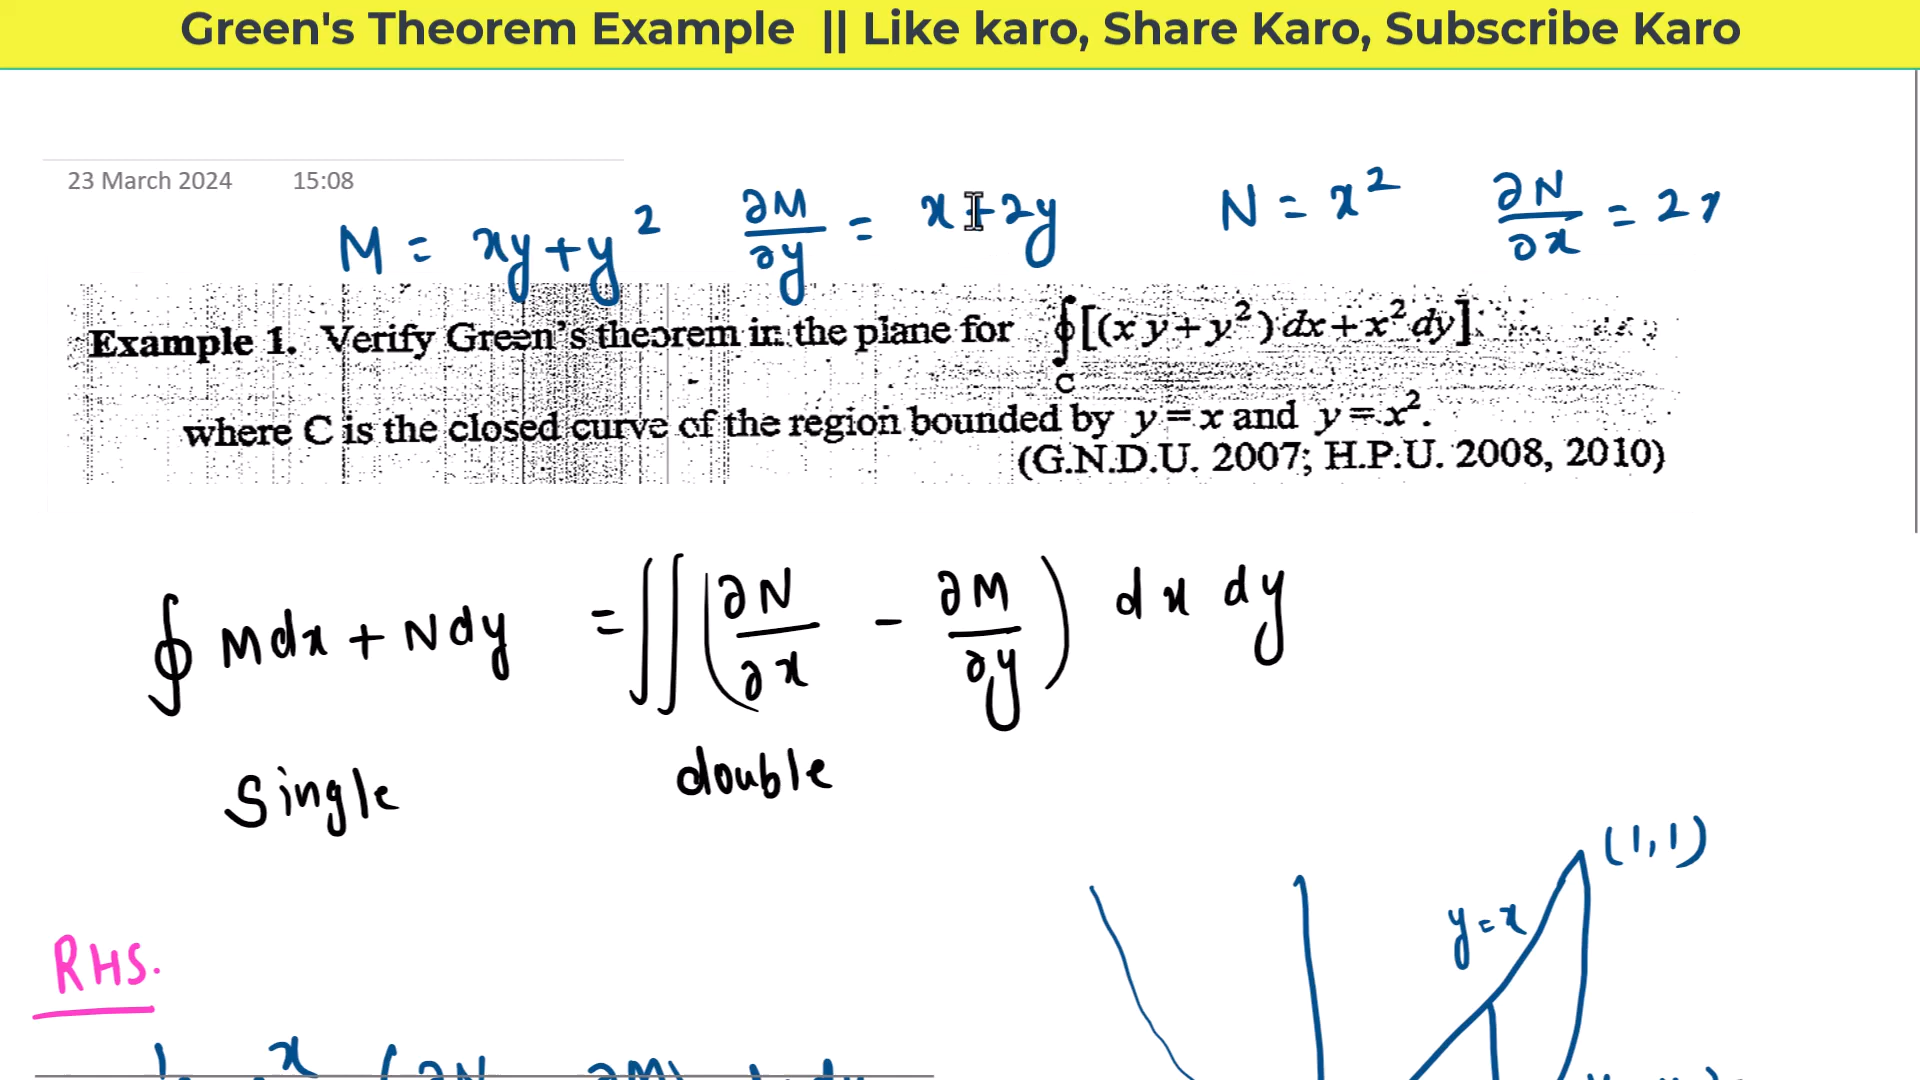 Green's Theorem Example || Like karo, Share Karo, Subscribe Karo
23 March 2024 15:08
M = xy + y² ∂M/∂y = x + 2y N = x² ∂N/∂x = 2x
Example 1. Verify Green's theorem in the plane for ∮_C [(x y + y²) dx + x² dy]
where C is the closed curve of the region bounded by y = x and y = x².
(G.N.D.U. 2007; H.P.U. 2008, 2010)
∮ Mdx + Ndy = ∬ (∂N/∂x − ∂M/∂y) dx dy
Single double
(1,1)
y=x
RHS.
x (∂N ∂M)